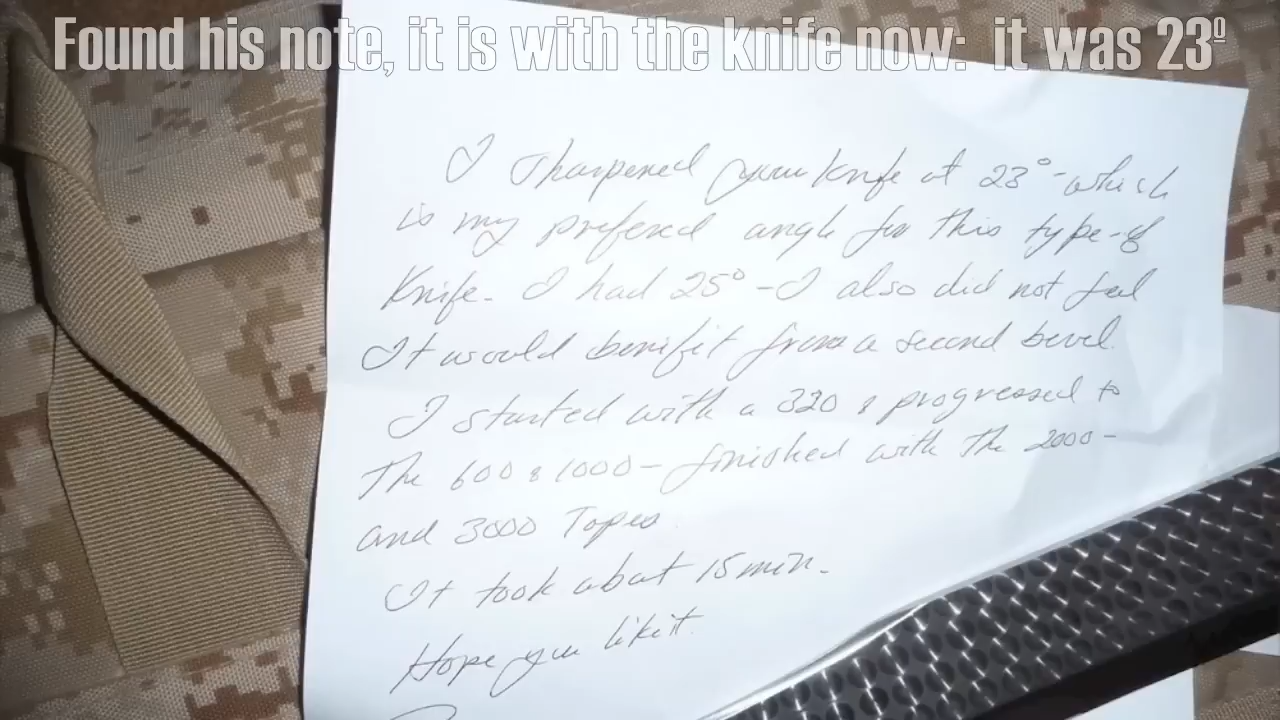 Found his note, it is with the knife now: it was 23º
I sharpened your knife at 23° - which
is my prefered angle for this type - of
Knife. I had 25° - I also did not feel
It would benifit from a second bevel.
I started with a 320 & progressed to
The 600 & 1000 - finished with The 2000 -
and 3000 Tapes.
It took about 15 min.
Hope you like it.